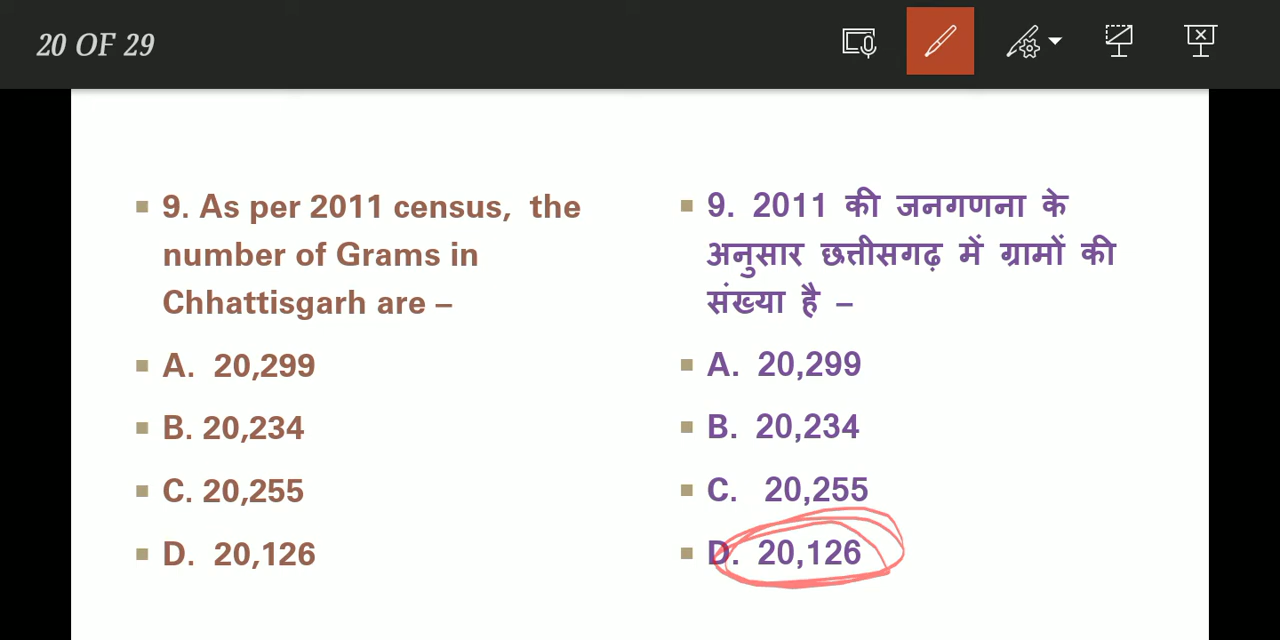 20 OF 29
9. As per 2011 census, the
number of Grams in
Chhattisgarh are –
A. 20,299
B. 20,234
C. 20,255
D. 20,126
9. 2011 की जनगणना के
अनुसार छत्तीसगढ़ में ग्रामों की
संख्या है –
A. 20,299
B. 20,234
C. 20,255
D. 20,126